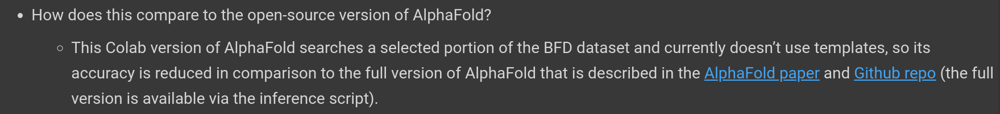 • How does this compare to the open-source version of AlphaFold?
○ This Colab version of AlphaFold searches a selected portion of the BFD dataset and currently doesn’t use templates, so its
accuracy is reduced in comparison to the full version of AlphaFold that is described in the AlphaFold paper and Github repo (the full
version is available via the inference script).